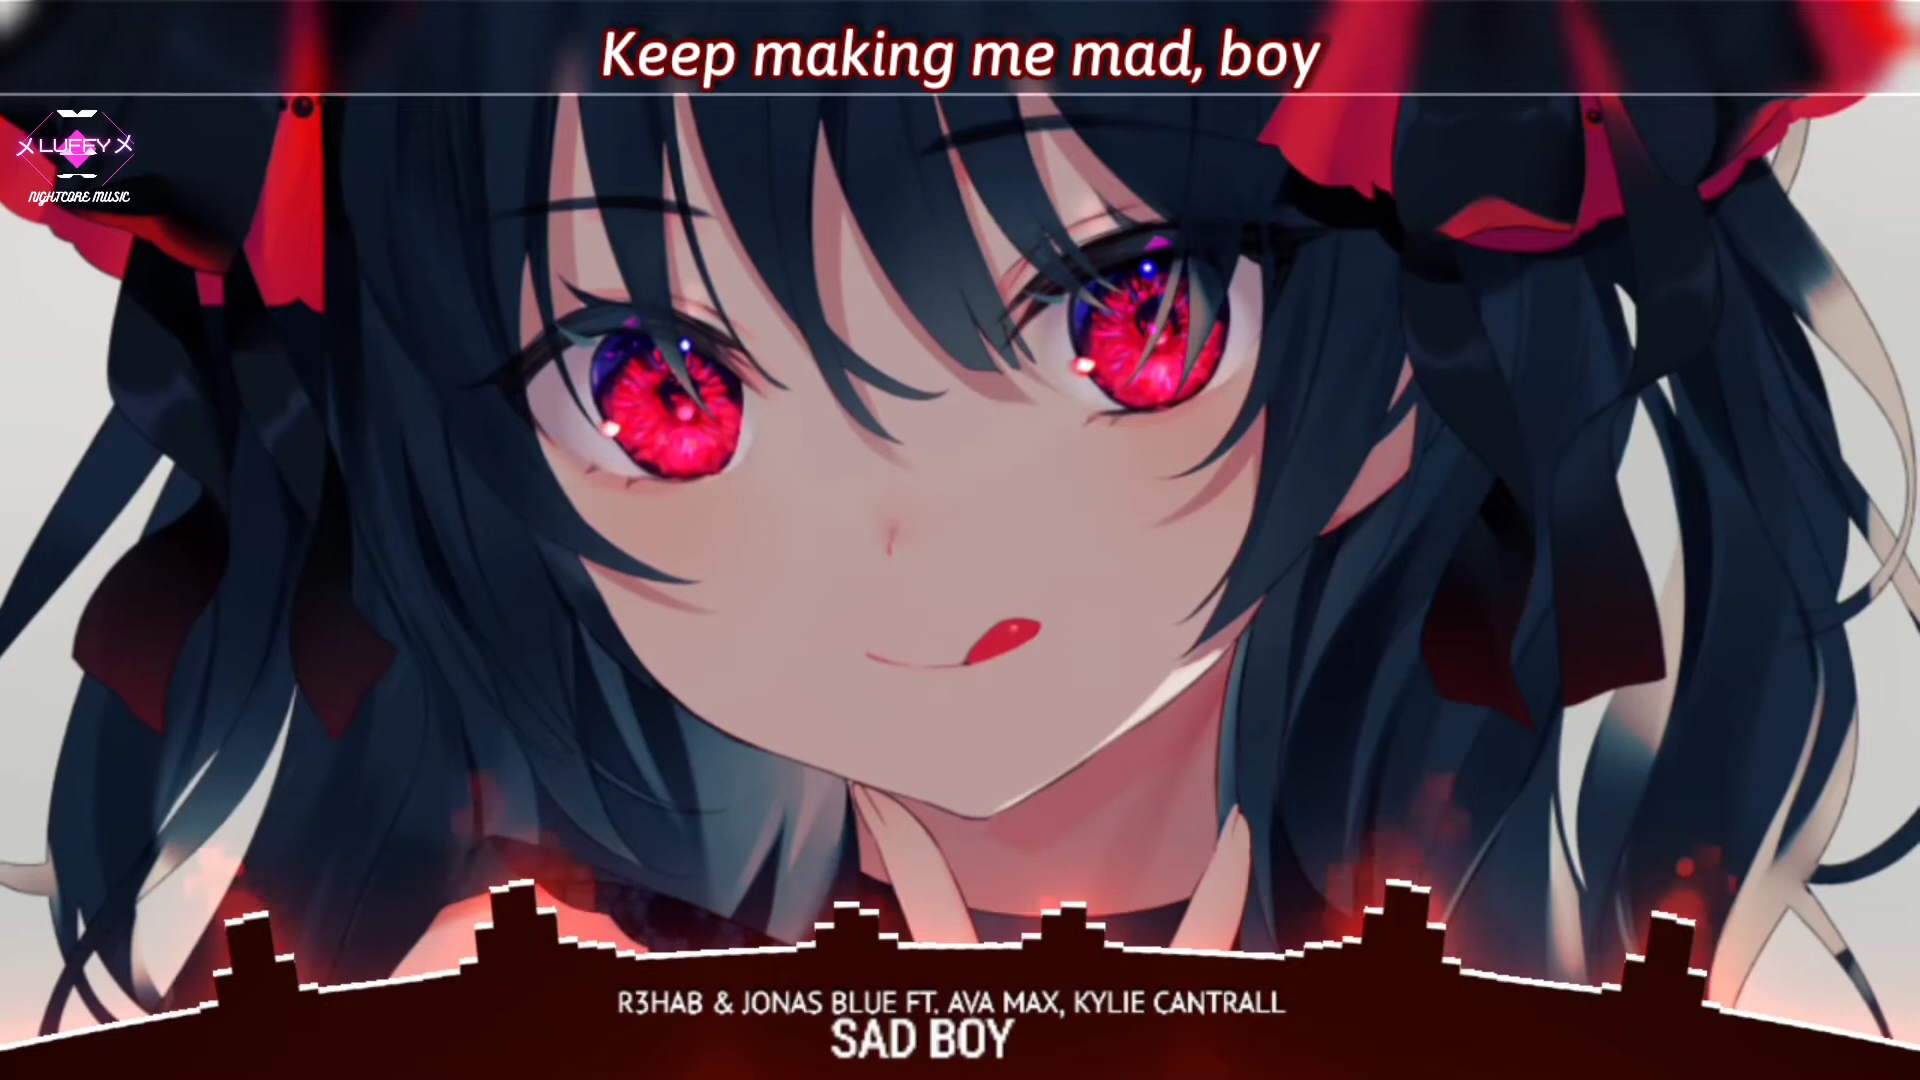 Keep making me mad, boy
X LUFFY X
NIGHTCORE MUSIC
R3HAB & JONAS BLUE FT. AVA MAX, KYLIE CANTRALL
SAD BOY